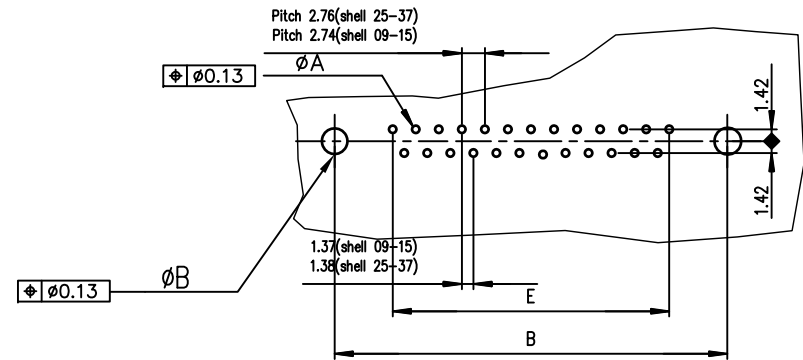 Pitch 2.76(shell 25-37)
Pitch 2.74(shell 09-15)
⌖ ø0.13
øA
1.42
1.42
1.37(shell 09-15)
1.38(shell 25-37)
⌖ ø0.13
øB
E
B